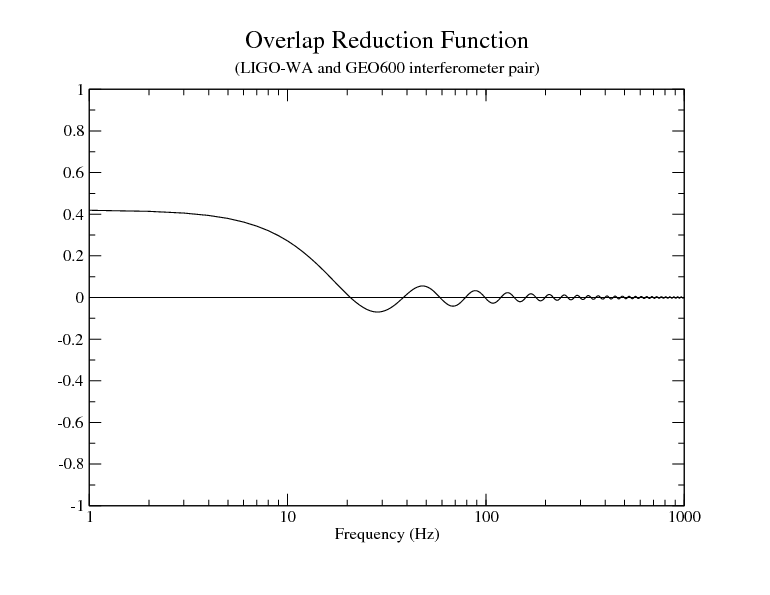 Overlap Reduction Function
(LIGO-WA and GEO600 interferometer pair)
1
0.8
0.6
0.4
0.2
0
-0.2
-0.4
-0.6
-0.8
-1
1 10 100 1000
Frequency (Hz)